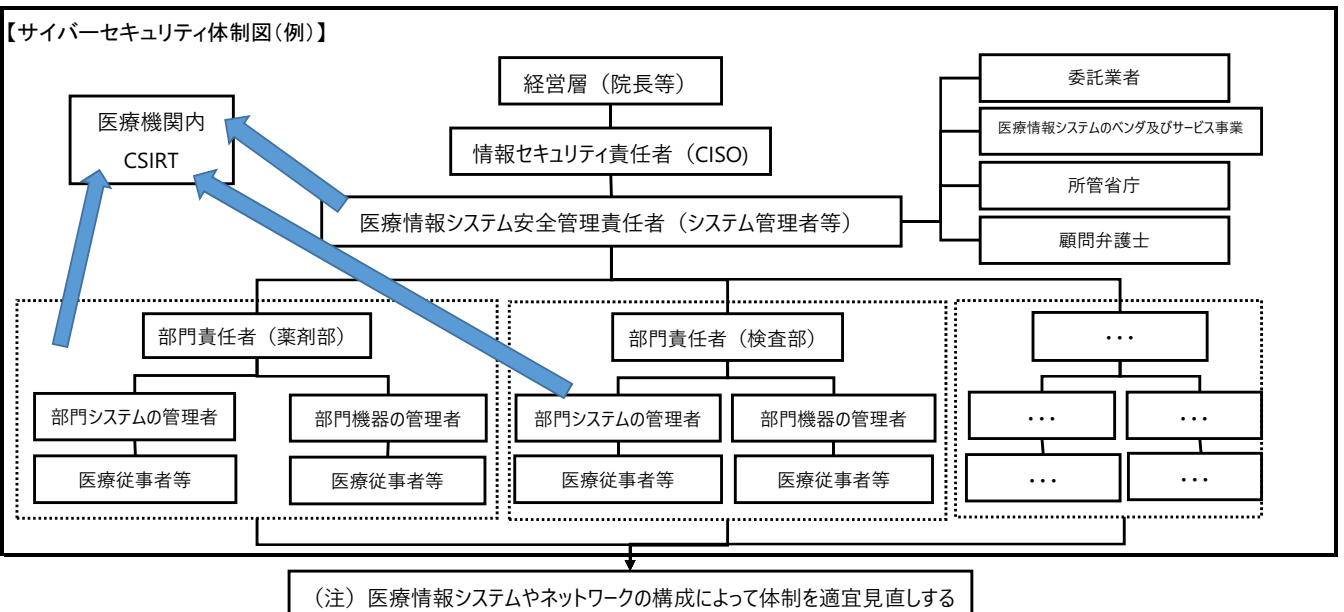 【サイバーセキュリティ体制図（例）】
経営層（院長等）
医療機関内
CSIRT
情報セキュリティ責任者（CISO)
医療情報システム安全管理責任者（システム管理者等）
委託業者
医療情報システムのベンダ及びサービス事業
所管省庁
顧問弁護士
部門責任者（薬剤部）
部門システムの管理者
部門機器の管理者
医療従事者等
医療従事者等
部門責任者（検査部）
部門システムの管理者
部門機器の管理者
医療従事者等
医療従事者等
・・・
・・・
・・・
・・・
・・・
（注）医療情報システムやネットワークの構成によって体制を適宜見直しする